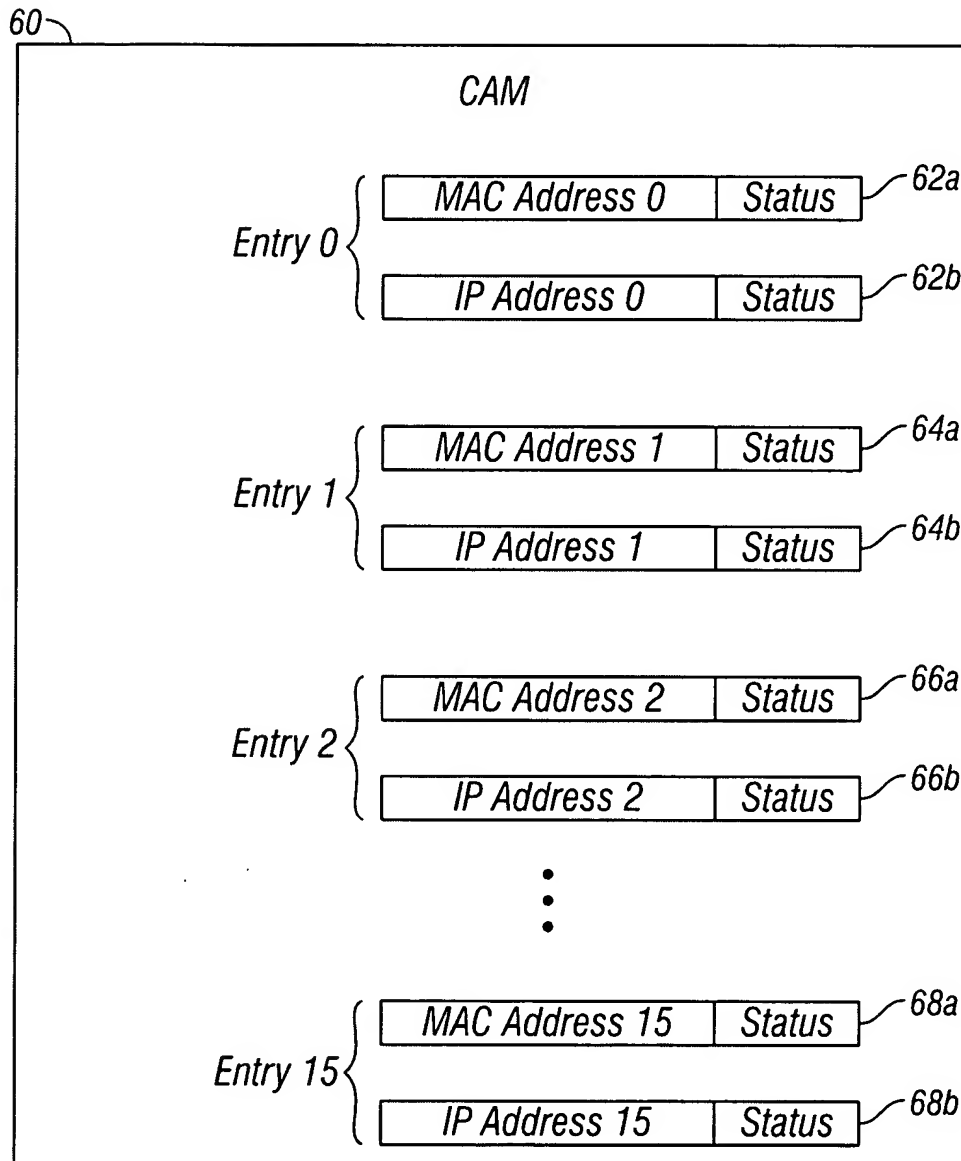 60
CAM
Entry 0
MAC Address 0 Status 62a
IP Address 0 Status 62b
Entry 1
MAC Address 1 Status 64a
IP Address 1 Status 64b
Entry 2
MAC Address 2 Status 66a
IP Address 2 Status 66b
Entry 15
MAC Address 15 Status 68a
IP Address 15 Status 68b